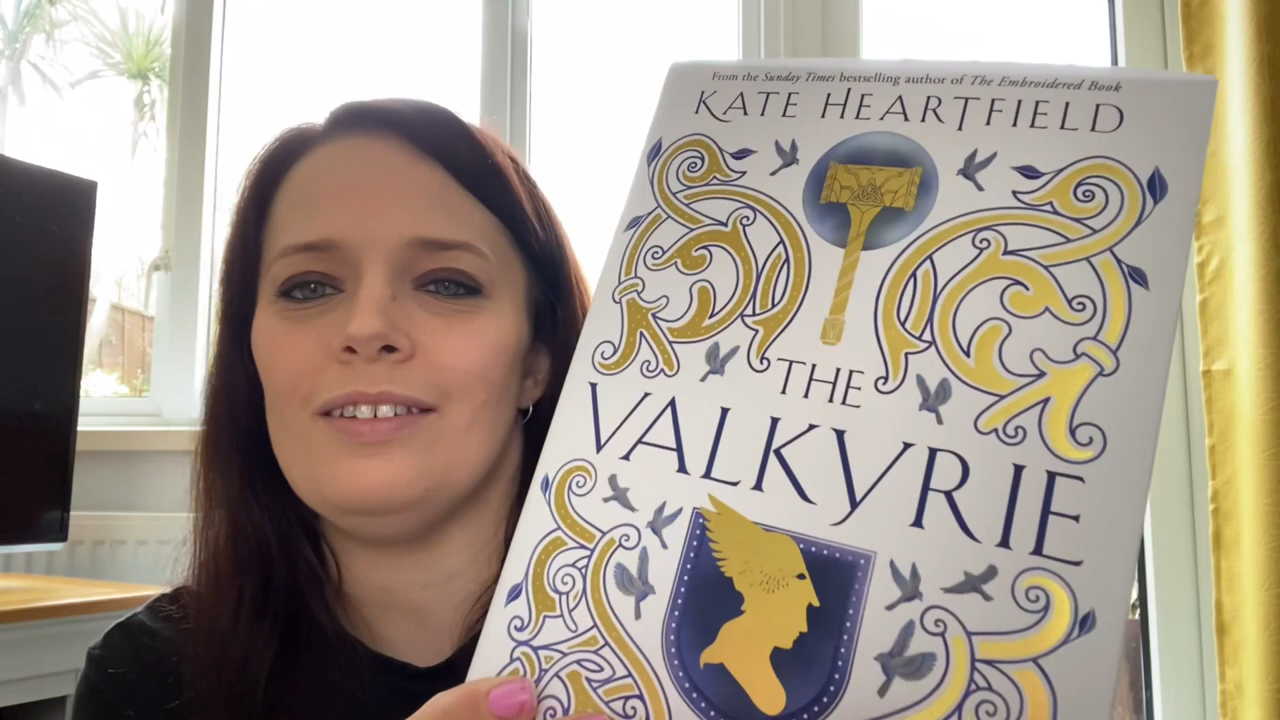 From the Sunday Times bestselling author of The Embroidered Book
KATE HEARTFIELD
THE
VALKYRIE